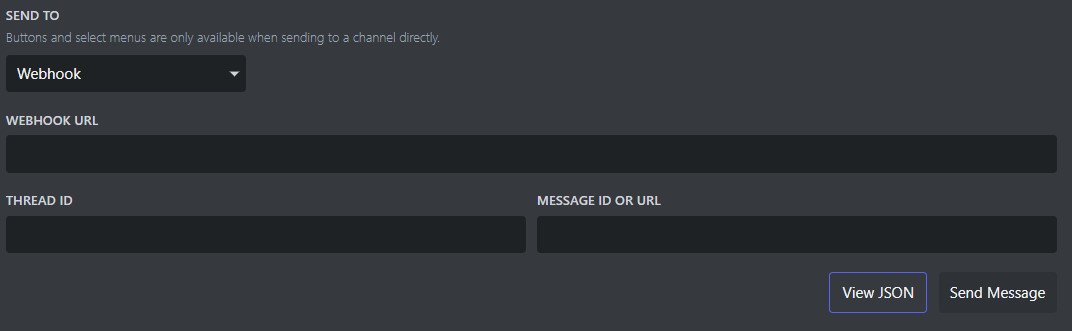 SEND TO
Buttons and select menus are only available when sending to a channel directly.
Webhook
WEBHOOK URL
THREAD ID
MESSAGE ID OR URL
View JSON
Send Message